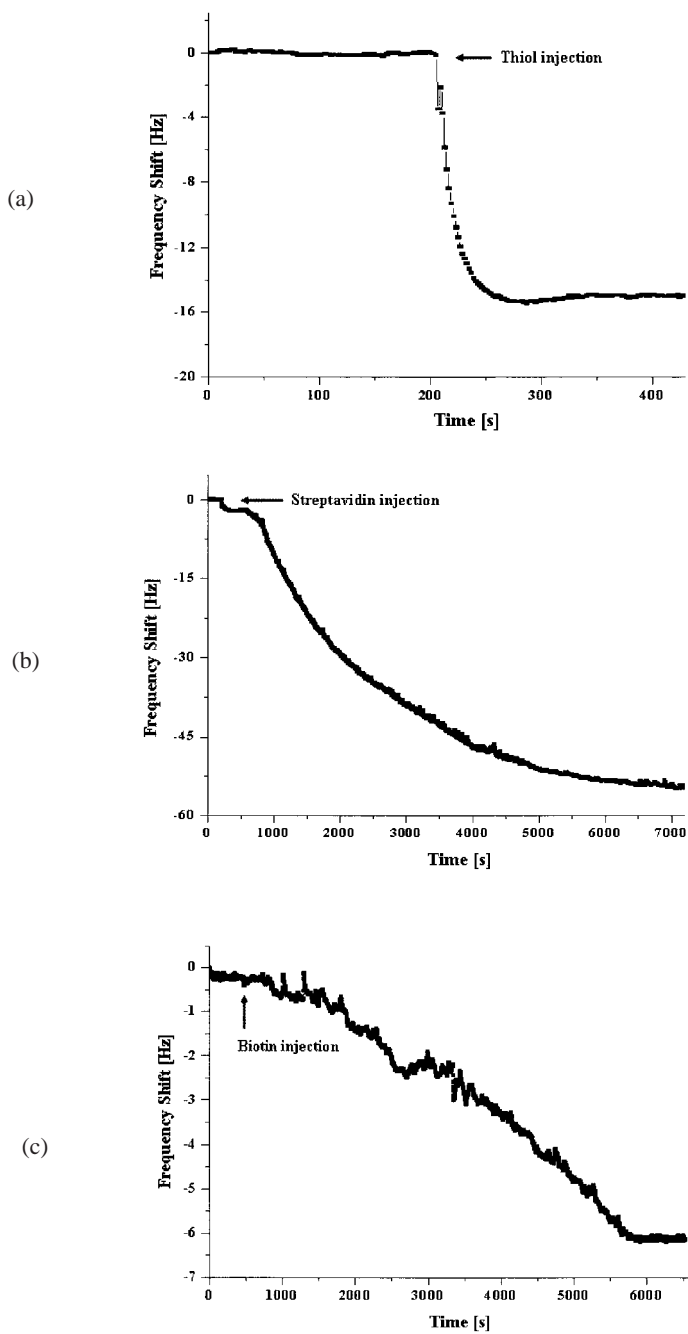 (a)
Frequency Shift [Hz]
0
-4
-8
-12
-16
-20
Thiol injection
0 100 200 300 400
Time [s]
(b)
Frequency Shift [Hz]
0
-15
-30
-45
-60
Streptavidin injection
0 1000 2000 3000 4000 5000 6000 7000
Time [s]
(c)
Frequency Shift [Hz]
0
-1
-2
-3
-4
-5
-6
-7
Biotin injection
0 1000 2000 3000 4000 5000 6000
Time [s]